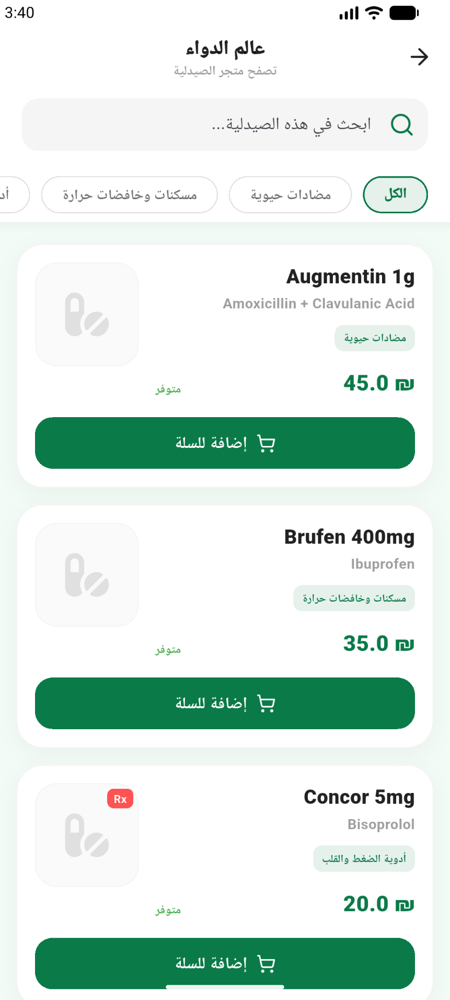 3:40
عالم الدواء
تصفح متجر الصيدلية
ابحث في هذه الصيدلية...
الكل
مضادات حيوية
مسكنات وخافضات حرارة
أد
Augmentin 1g
Amoxicillin + Clavulanic Acid
مضادات حيوية
45.0 ₪
متوفر
إضافة للسلة
Brufen 400mg
Ibuprofen
مسكنات وخافضات حرارة
35.0 ₪
متوفر
إضافة للسلة
Rx
Concor 5mg
Bisoprolol
أدوية الضغط والقلب
20.0 ₪
متوفر
إضافة للسلة